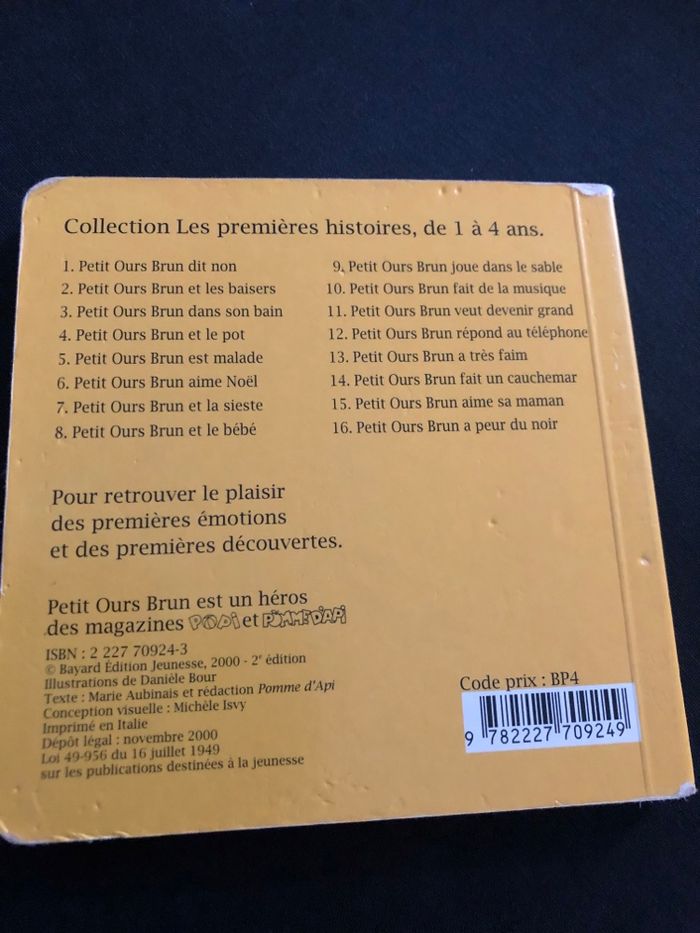 Collection Les premières histoires, de 1 à 4 ans.
1. Petit Ours Brun dit non
2. Petit Ours Brun et les baisers
3. Petit Ours Brun dans son bain
4. Petit Ours Brun et le pot
5. Petit Ours Brun est malade
6. Petit Ours Brun aime Noël
7. Petit Ours Brun et la sieste
8. Petit Ours Brun et le bébé
9. Petit Ours Brun joue dans le sable
10. Petit Ours Brun fait de la musique
11. Petit Ours Brun veut devenir grand
12. Petit Ours Brun répond au téléphone
13. Petit Ours Brun a très faim
14. Petit Ours Brun fait un cauchemar
15. Petit Ours Brun aime sa maman
16. Petit Ours Brun a peur du noir
Pour retrouver le plaisir
des premières émotions
et des premières découvertes.
Petit Ours Brun est un héros
des magazines POPi et POMME D'API
ISBN : 2 227 70924-3
© Bayard Édition Jeunesse, 2000 - 2e édition
Illustrations de Danièle Bour
Texte : Marie Aubinais et rédaction Pomme d'Api
Conception visuelle : Michèle Isvy
Imprimé en Italie
Dépôt légal : novembre 2000
Loi 49-956 du 16 juillet 1949
sur les publications destinées à la jeunesse
Code prix : BP4
9 782227 709249